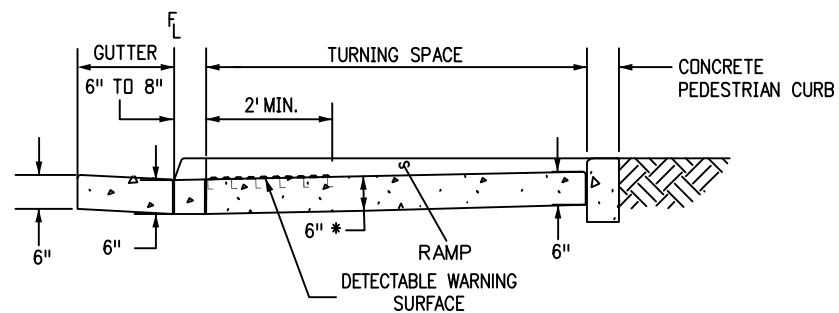 FL
GUTTER
TURNING SPACE
CONCRETE
PEDESTRIAN CURB
6" TO 8"
2' MIN.
S
6"
6"
6" *
6"
RAMP
DETECTABLE WARNING
SURFACE